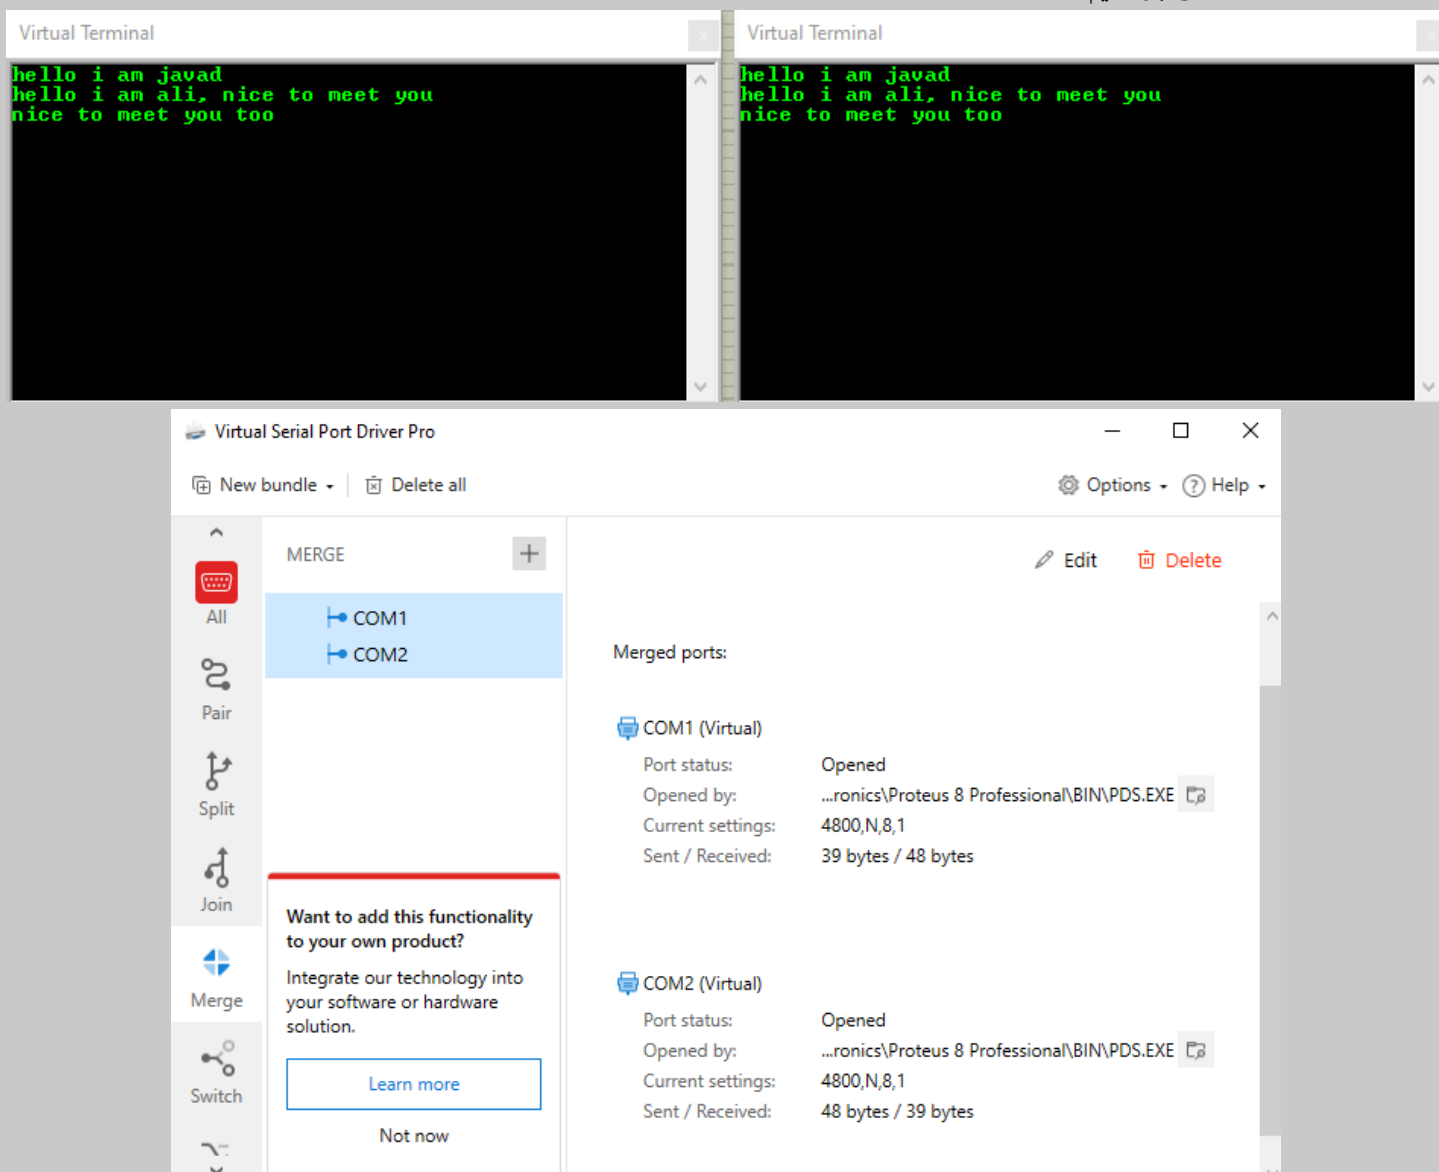 Virtual Terminal
hello i am javad
hello i am ali, nice to meet you
nice to meet you too
Virtual Terminal
hello i am javad
hello i am ali, nice to meet you
nice to meet you too
Virtual Serial Port Driver Pro
New bundle
Delete all
Options
Help
All
Pair
Split
Join
Merge
Switch
MERGE
COM1
COM2
Want to add this functionality
to your own product?
Integrate our technology into
your software or hardware
solution.
Learn more
Not now
Edit
Delete
Merged ports:
COM1 (Virtual)
Port status: Opened
Opened by: ...ronics\Proteus 8 Professional\BIN\PDS.EXE
Current settings: 4800,N,8,1
Sent / Received: 39 bytes / 48 bytes
COM2 (Virtual)
Port status: Opened
Opened by: ...ronics\Proteus 8 Professional\BIN\PDS.EXE
Current settings: 4800,N,8,1
Sent / Received: 48 bytes / 39 bytes